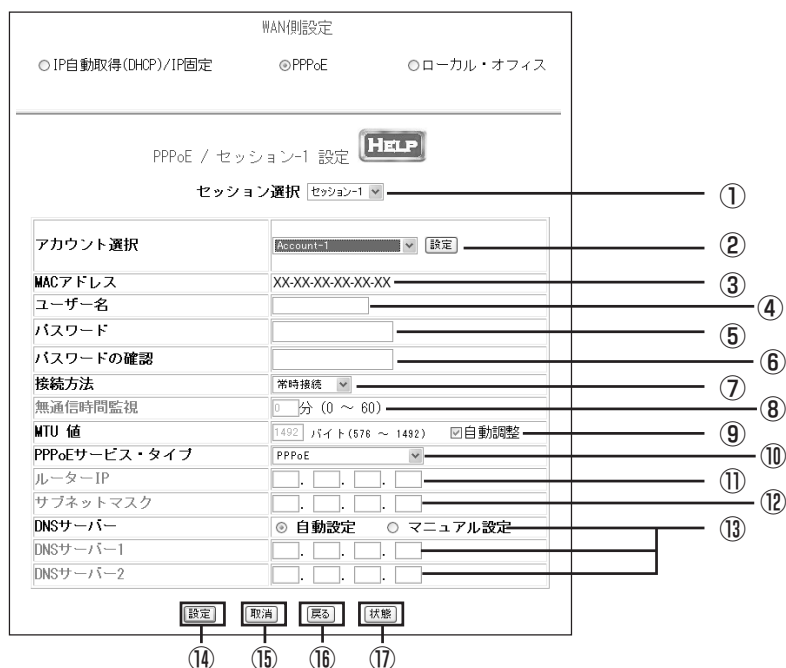 WAN側設定
◎IP自動取得(DHCP)/IP固定 ◉PPPoE ◎ローカル・オフィス
PPPoE / セッション-1 設定 HELP
セッション選択 セッション-1 ①
アカウント選択 Account-1 設定 ②
MACアドレス XX-XX-XX-XX-XX-XX ③
ユーザー名 ④
パスワード ⑤
パスワードの確認 ⑥
接続方法 常時接続 ⑦
無通信時間監視 0 分 (0 ～ 60) ⑧
MTU 値 1492 バイト(576 ～ 1492) ☑自動調整 ⑨
PPPoEサービス・タイプ PPPoE ⑩
ルーターIP . . . ⑪
サブネットマスク . . . ⑫
DNSサーバー ◉ 自動設定 ○ マニュアル設定 ⑬
DNSサーバー1 . . .
DNSサーバー2 . . .
設定 取消 戻る 状態
⑭ ⑮ ⑯ ⑰